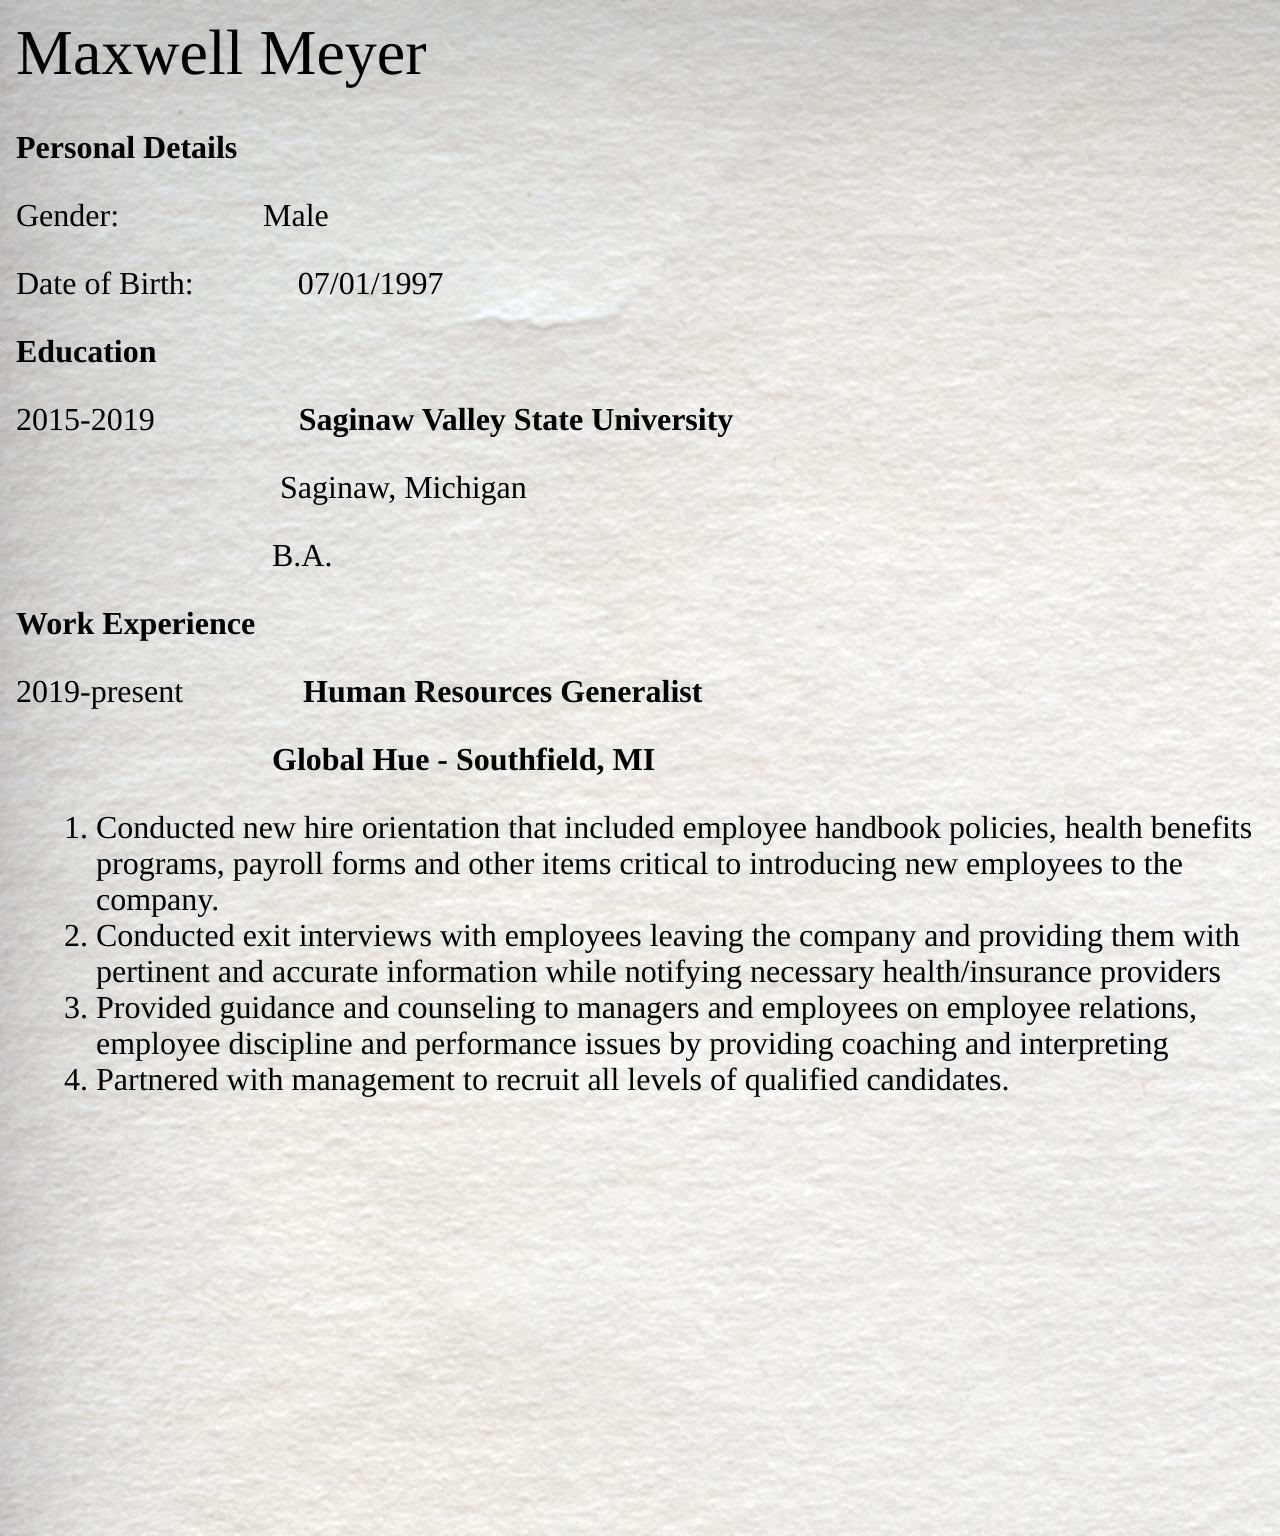 Maxwell Meyer
Personal Details
Gender: Male
Date of Birth: 07/01/1997
Education
2015-2019 Saginaw Valley State University
Saginaw, Michigan
B.A.
Work Experience
2019-present Human Resources Generalist
Global Hue - Southfield, MI
1. Conducted new hire orientation that included employee handbook policies, health benefits
programs, payroll forms and other items critical to introducing new employees to the
company.
2. Conducted exit interviews with employees leaving the company and providing them with
pertinent and accurate information while notifying necessary health/insurance providers
3. Provided guidance and counseling to managers and employees on employee relations,
employee discipline and performance issues by providing coaching and interpreting
4. Partnered with management to recruit all levels of qualified candidates.